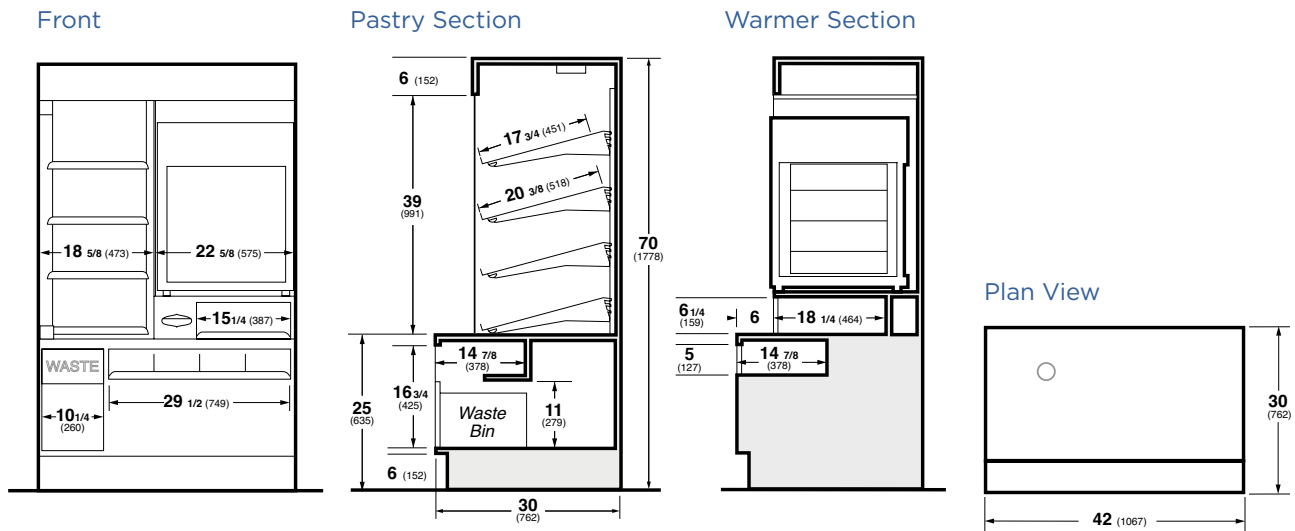 Front
Pastry Section
Warmer Section
Plan View
18 5/8 (473)
22 5/8 (575)
15 1/4 (387)
WASTE
29 1/2 (749)
10 1/4
(260)
6 (152)
17 3/4 (451)
20 3/8 (518)
39
(991)
70
(1778)
14 7/8
(378)
16 3/4
(425)
25
(635)
Waste
Bin
11
(279)
6 (152)
30
(762)
6 1/4
(159)
6
18 1/4 (464)
5
(127)
14 7/8
(378)
30
(762)
42 (1067)